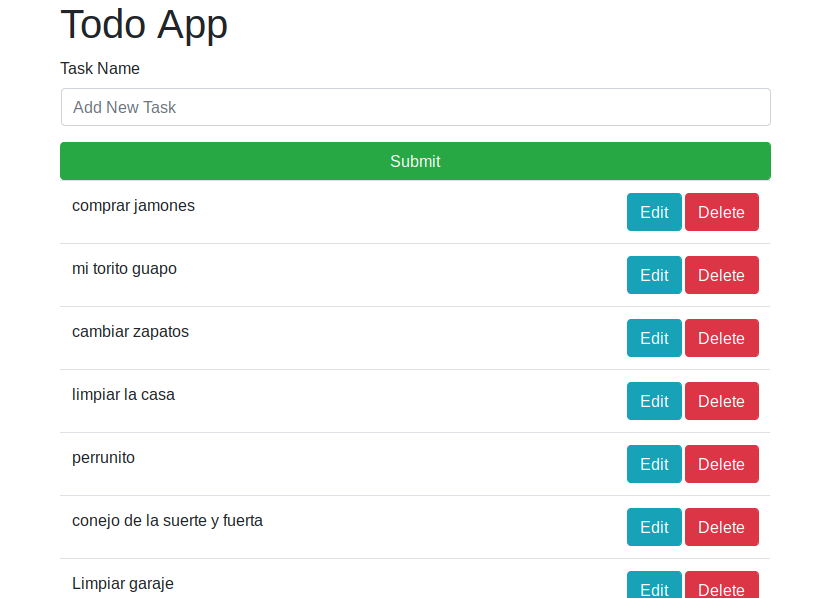 Todo App
Task Name
Add New Task
Submit
comprar jamones Edit Delete
mi torito guapo Edit Delete
cambiar zapatos Edit Delete
limpiar la casa Edit Delete
perrunito Edit Delete
conejo de la suerte y fuerta Edit Delete
Limpiar garaje Edit Delete